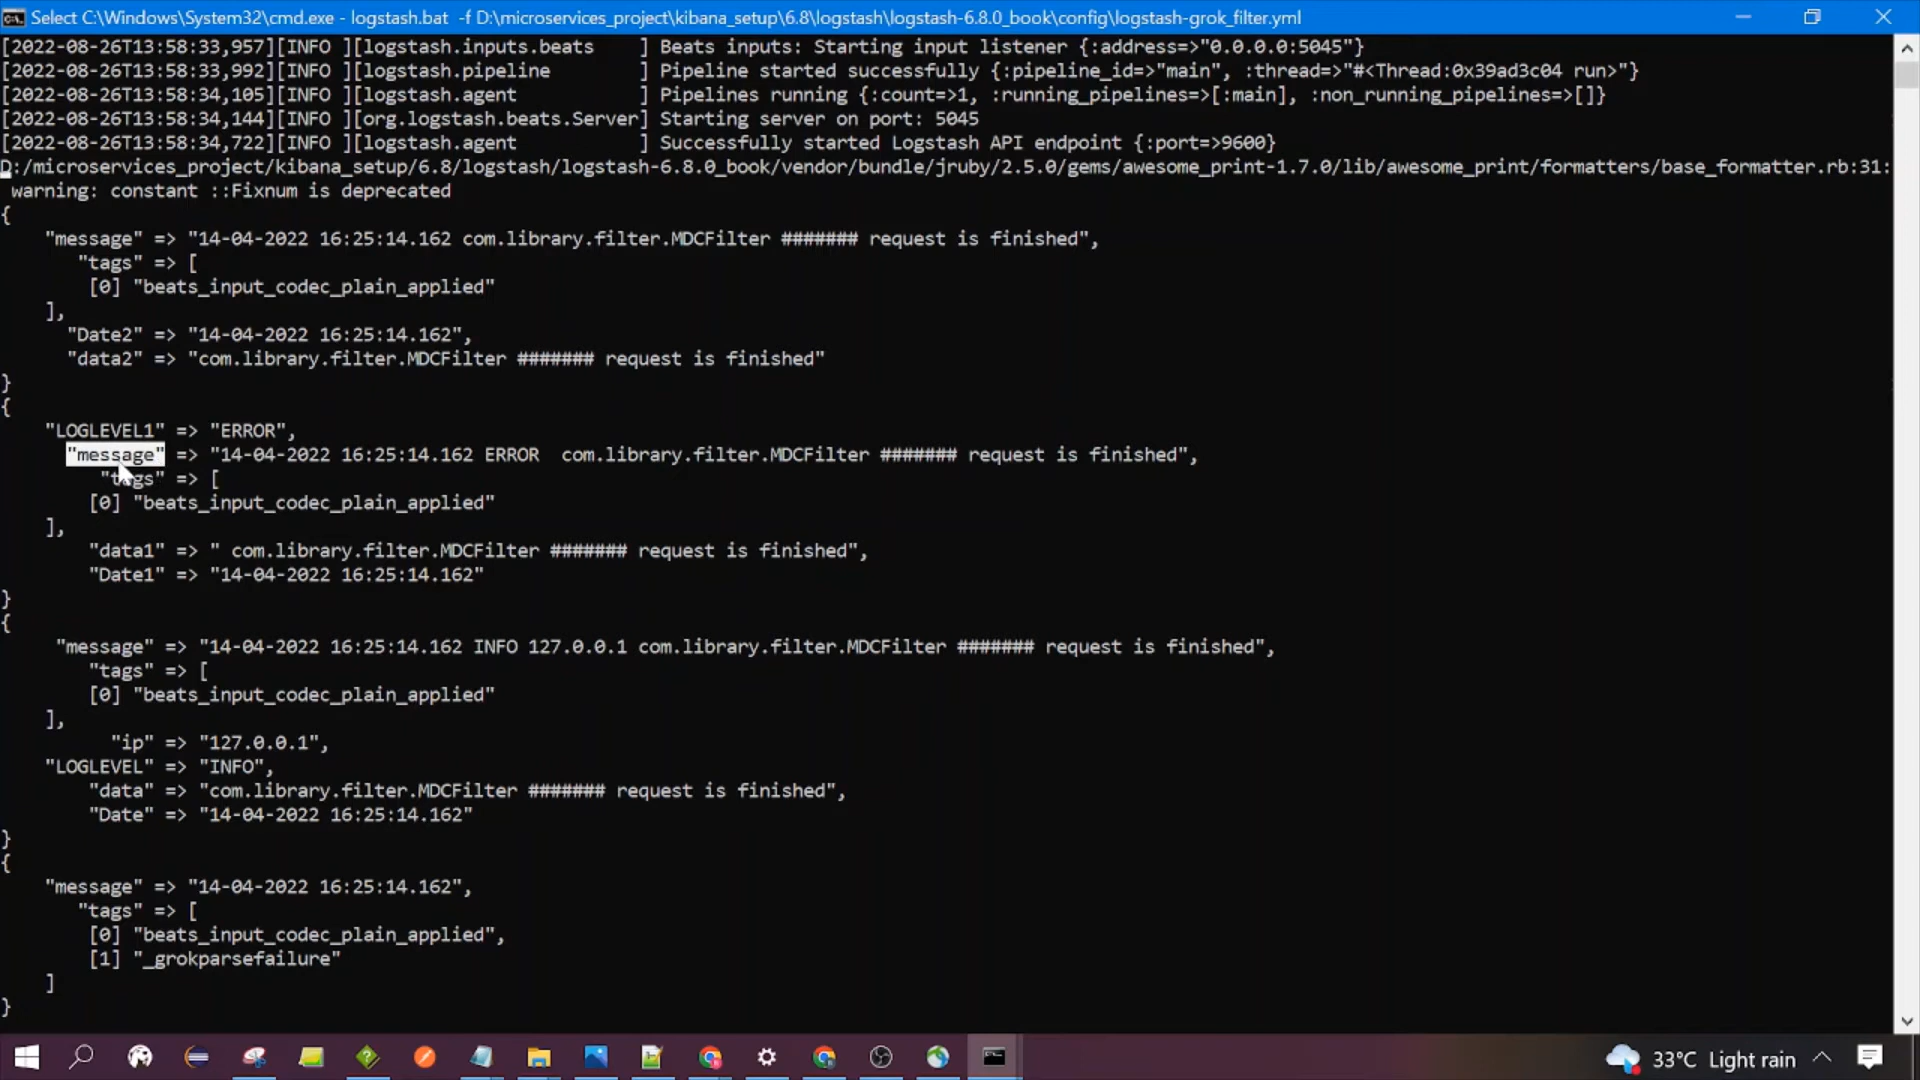 Select C:\Windows\System32\cmd.exe - logstash.bat -f D:\microservices_project\kibana_setup\6.8\logstash\logstash-6.8.0_book\config\logstash-grok_filter.yml
[2022-08-26T13:58:33,957][INFO ][logstash.inputs.beats    ] Beats inputs: Starting input listener {:address=>"0.0.0.0:5045"}
[2022-08-26T13:58:33,992][INFO ][logstash.pipeline        ] Pipeline started successfully {:pipeline_id=>"main", :thread=>"#<Thread:0x39ad3c04 run>"}
[2022-08-26T13:58:34,105][INFO ][logstash.agent           ] Pipelines running {:count=>1, :running_pipelines=>[:main], :non_running_pipelines=>[]}
[2022-08-26T13:58:34,144][INFO ][org.logstash.beats.Server] Starting server on port: 5045
[2022-08-26T13:58:34,722][INFO ][logstash.agent           ] Successfully started Logstash API endpoint {:port=>9600}
D:/microservices_project/kibana_setup/6.8/logstash/logstash-6.8.0_book/vendor/bundle/jruby/2.5.0/gems/awesome_print-1.7.0/lib/awesome_print/formatters/base_formatter.rb:31:
warning: constant ::Fixnum is deprecated
{
"message" => "14-04-2022 16:25:14.162 com.library.filter.MDCFilter ####### request is finished",
"tags" => [
[0] "beats_input_codec_plain_applied"
],
"Date2" => "14-04-2022 16:25:14.162",
"data2" => "com.library.filter.MDCFilter ####### request is finished"
}
{
"LOGLEVEL1" => "ERROR",
"message" => "14-04-2022 16:25:14.162 ERROR  com.library.filter.MDCFilter ####### request is finished",
"tags" => [
[0] "beats_input_codec_plain_applied"
],
"data1" => " com.library.filter.MDCFilter ####### request is finished",
"Date1" => "14-04-2022 16:25:14.162"
}
{
"message" => "14-04-2022 16:25:14.162 INFO 127.0.0.1 com.library.filter.MDCFilter ####### request is finished",
"tags" => [
[0] "beats_input_codec_plain_applied"
],
"ip" => "127.0.0.1",
"LOGLEVEL" => "INFO",
"data" => "com.library.filter.MDCFilter ####### request is finished",
"Date" => "14-04-2022 16:25:14.162"
}
{
"message" => "14-04-2022 16:25:14.162",
"tags" => [
[0] "beats_input_codec_plain_applied",
[1] "_grokparsefailure"
]
}
33°C Light rain